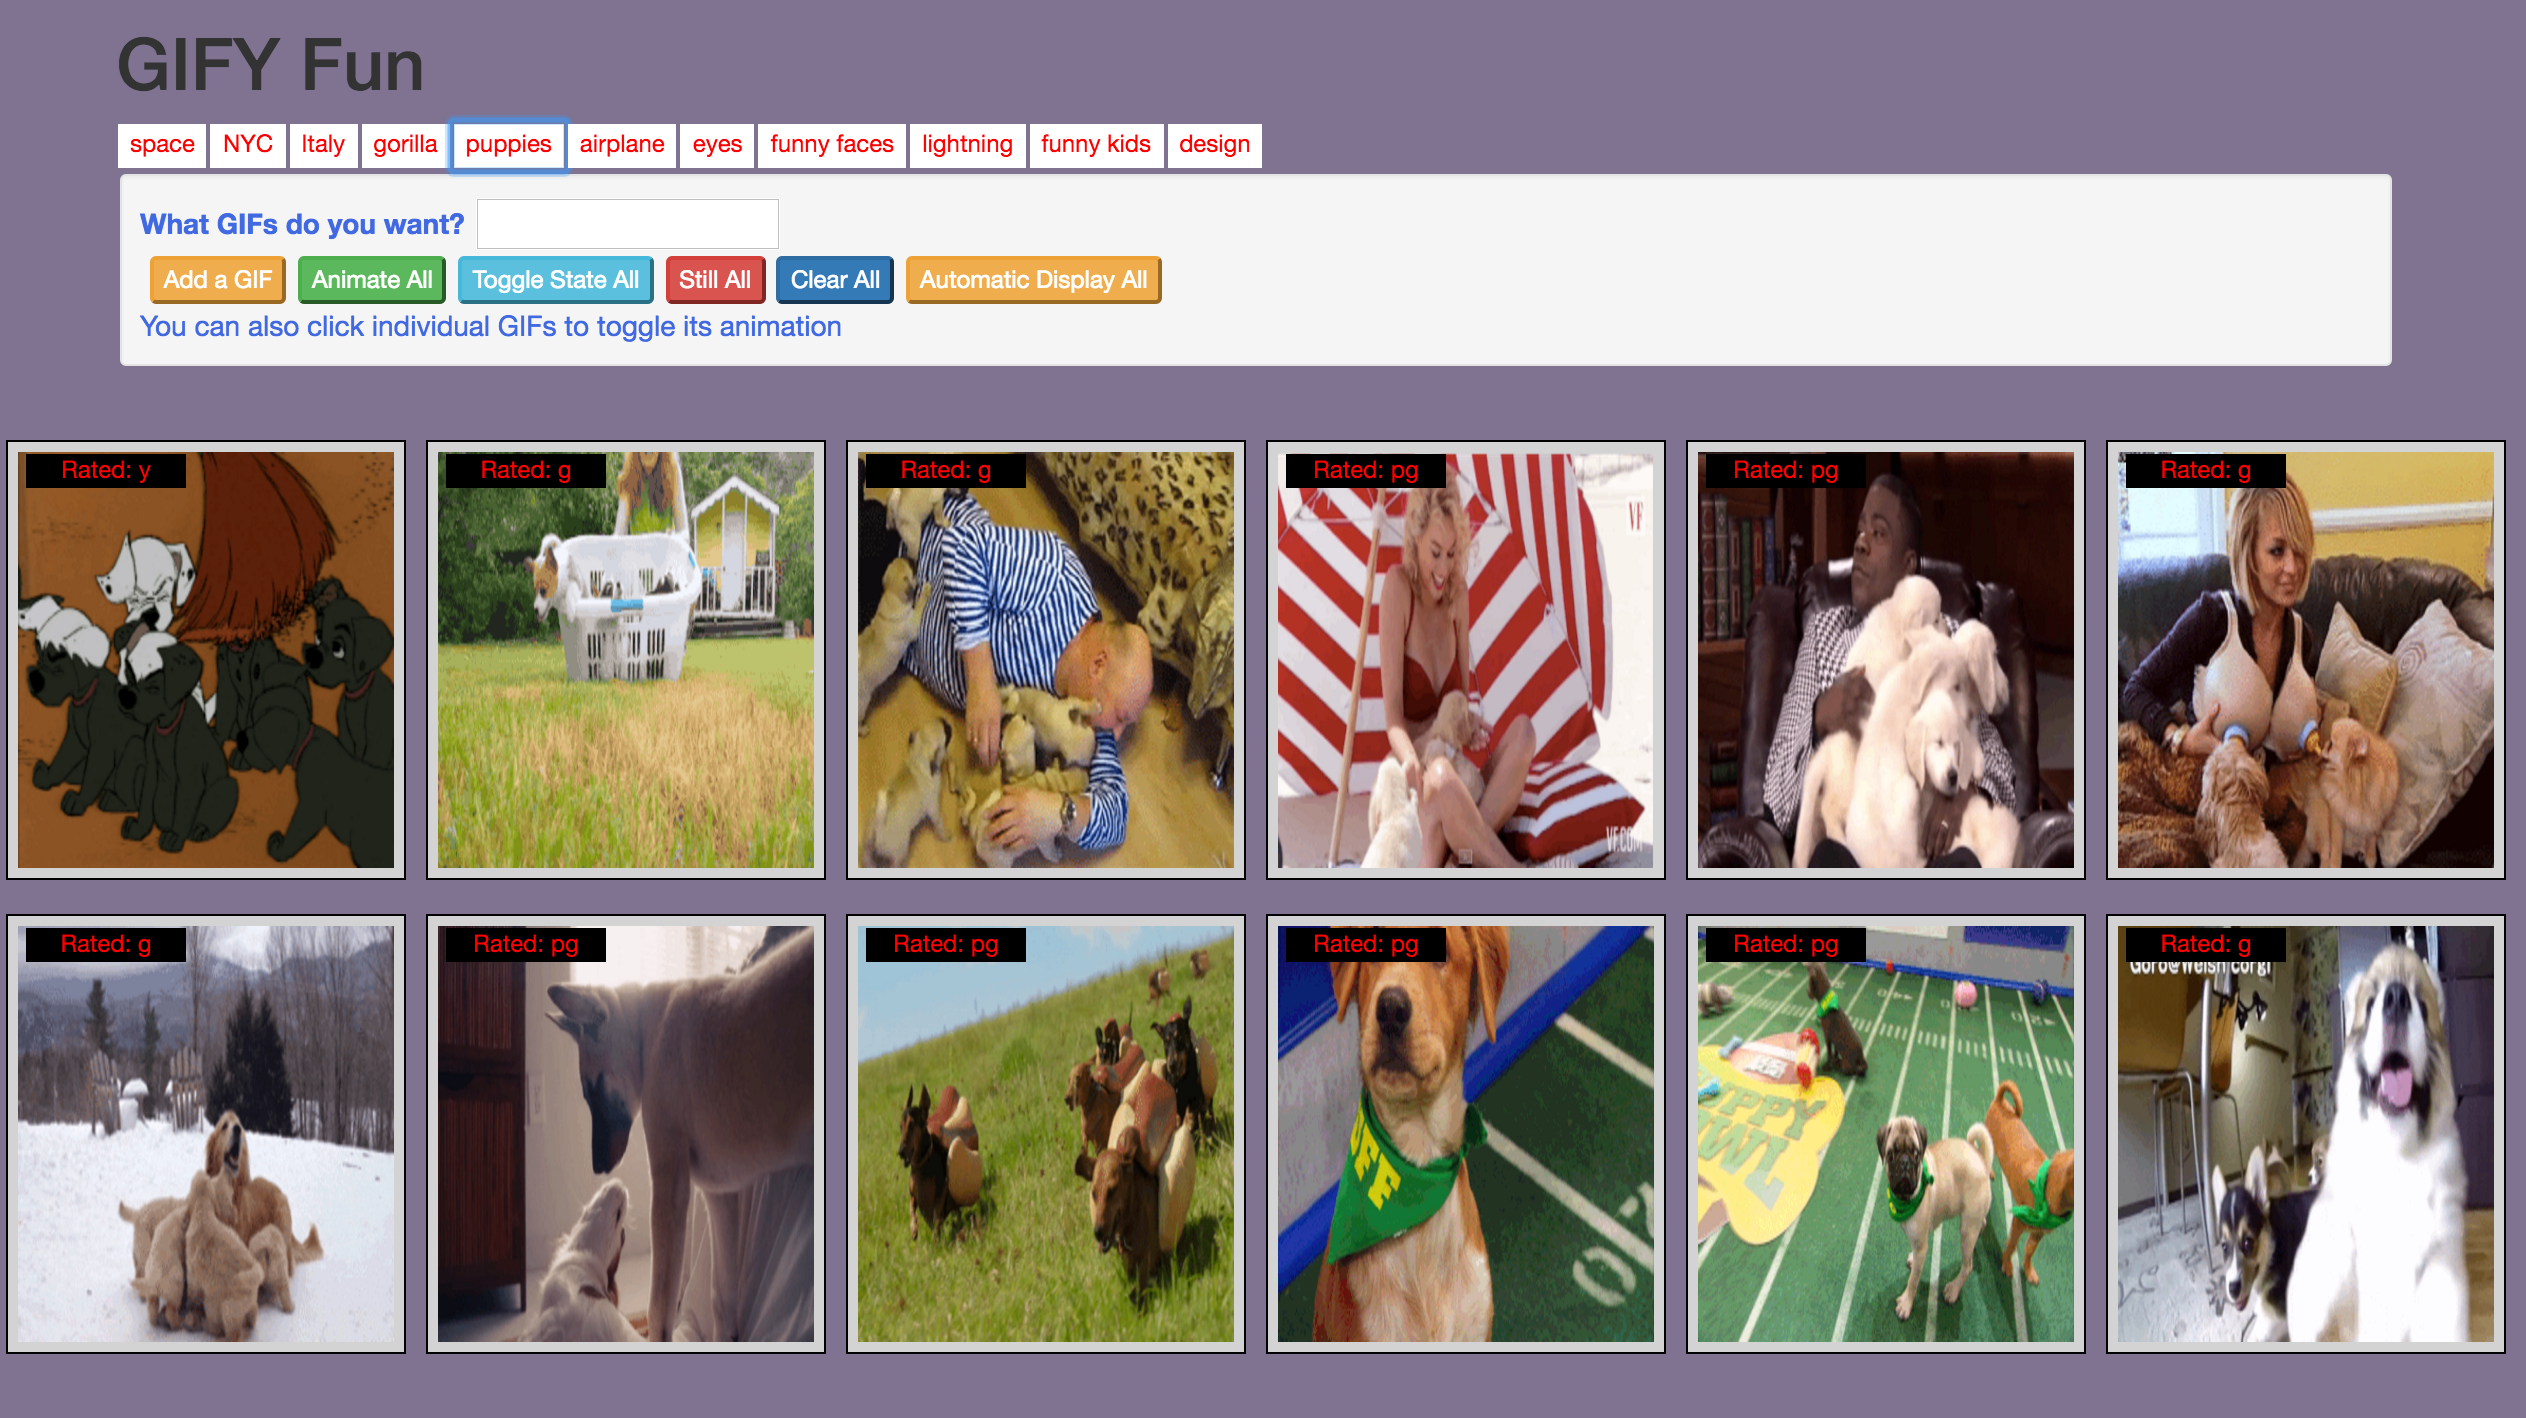 GIFY Fun
space NYC Italy gorilla puppies airplane eyes funny faces lightning funny kids design
What GIFs do you want?
Add a GIF Animate All Toggle State All Still All Clear All Automatic Display All
You can also click individual GIFs to toggle its animation
Rated: y
Rated: g
Rated: g
Rated: pg
VF
VF.COM
Rated: pg
Rated: g
Rated: g
Rated: pg
Rated: pg
Rated: pg
Rated: pg
Rated: g
Goro@Welsh corgi